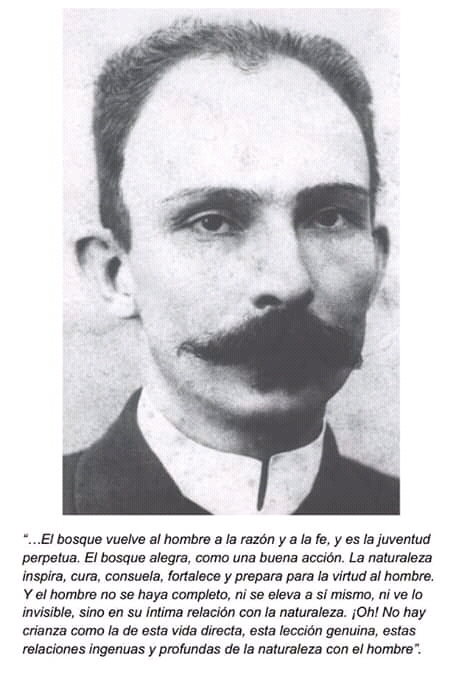 “…El bosque vuelve al hombre a la razón y a la fe, y es la juventud
perpetua. El bosque alegra, como una buena acción. La naturaleza
inspira, cura, consuela, fortalece y prepara para la virtud al hombre.
Y el hombre no se haya completo, ni se eleva a sí mismo, ni ve lo
invisible, sino en su íntima relación con la naturaleza. ¡Oh! No hay
crianza como la de esta vida directa, esta lección genuina, estas
relaciones ingenuas y profundas de la naturaleza con el hombre”.